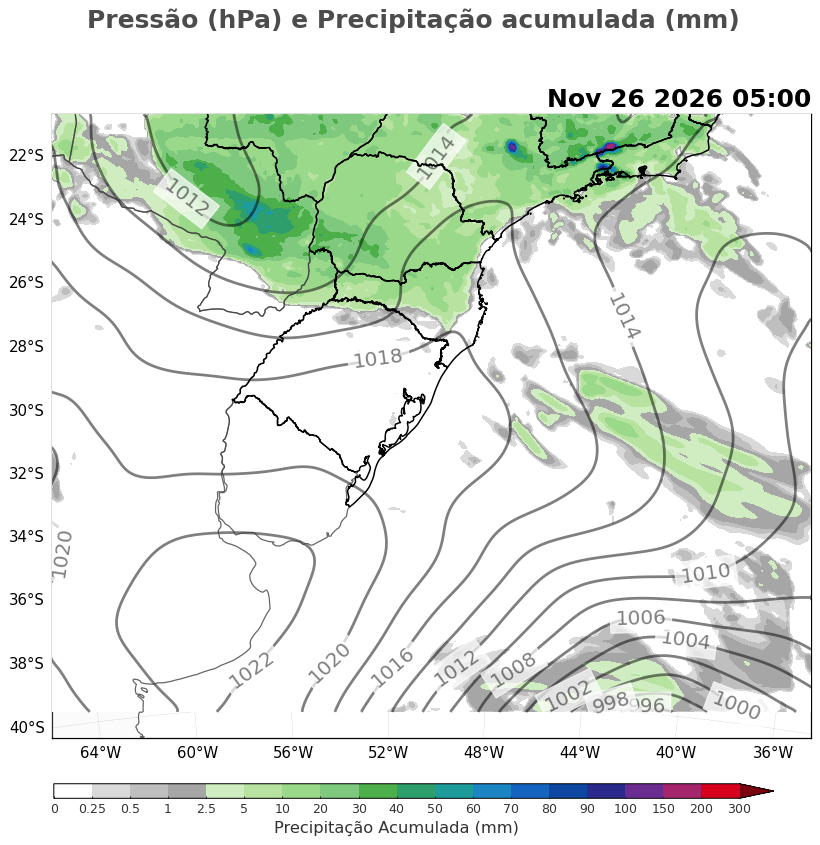 Pressão (hPa) e Precipitação acumulada (mm)
Nov 26 2026 05:00
22°S
24°S
26°S
28°S
30°S
32°S
34°S
36°S
38°S
40°S
1014
1012
1014
1018
1020
1010
1006
1004
1022
1020
1016
1012
1008
1002
998
996
1000
64°W 60°W 56°W 52°W 48°W 44°W 40°W 36°W
0 0.25 0.5 1 2.5 5 10 20 30 40 50 60 70 80 90 100 150 200 300
Precipitação Acumulada (mm)